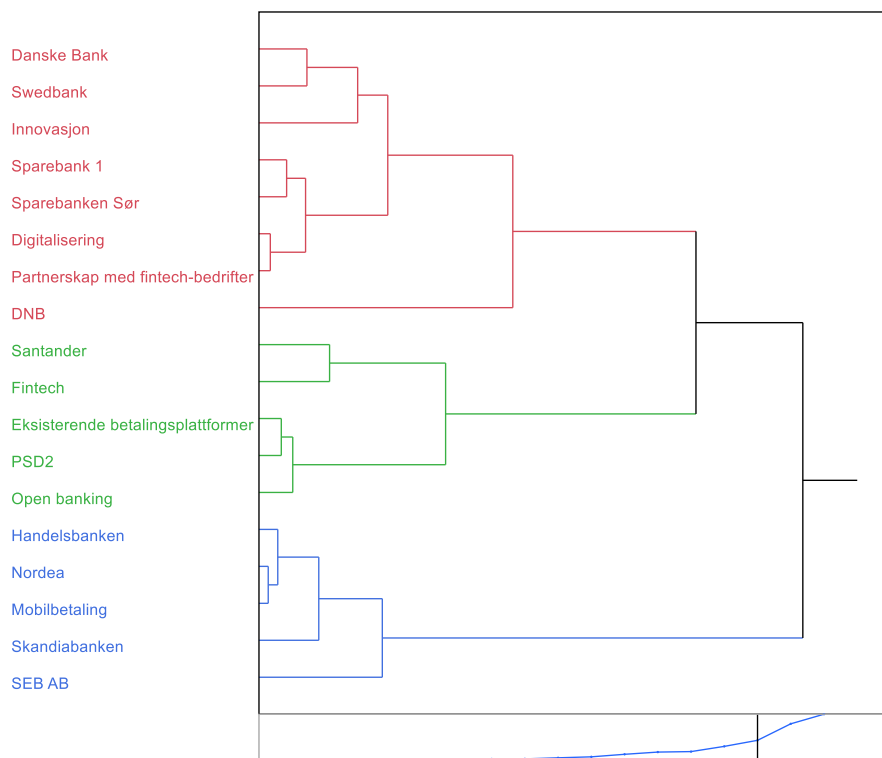 Danske Bank
Swedbank
Innovasjon
Sparebank 1
Sparebanken Sør
Digitalisering
Partnerskap med fintech-bedrifter
DNB
Santander
Fintech
Eksisterende betalingsplattformer
PSD2
Open banking
Handelsbanken
Nordea
Mobilbetaling
Skandiabanken
SEB AB